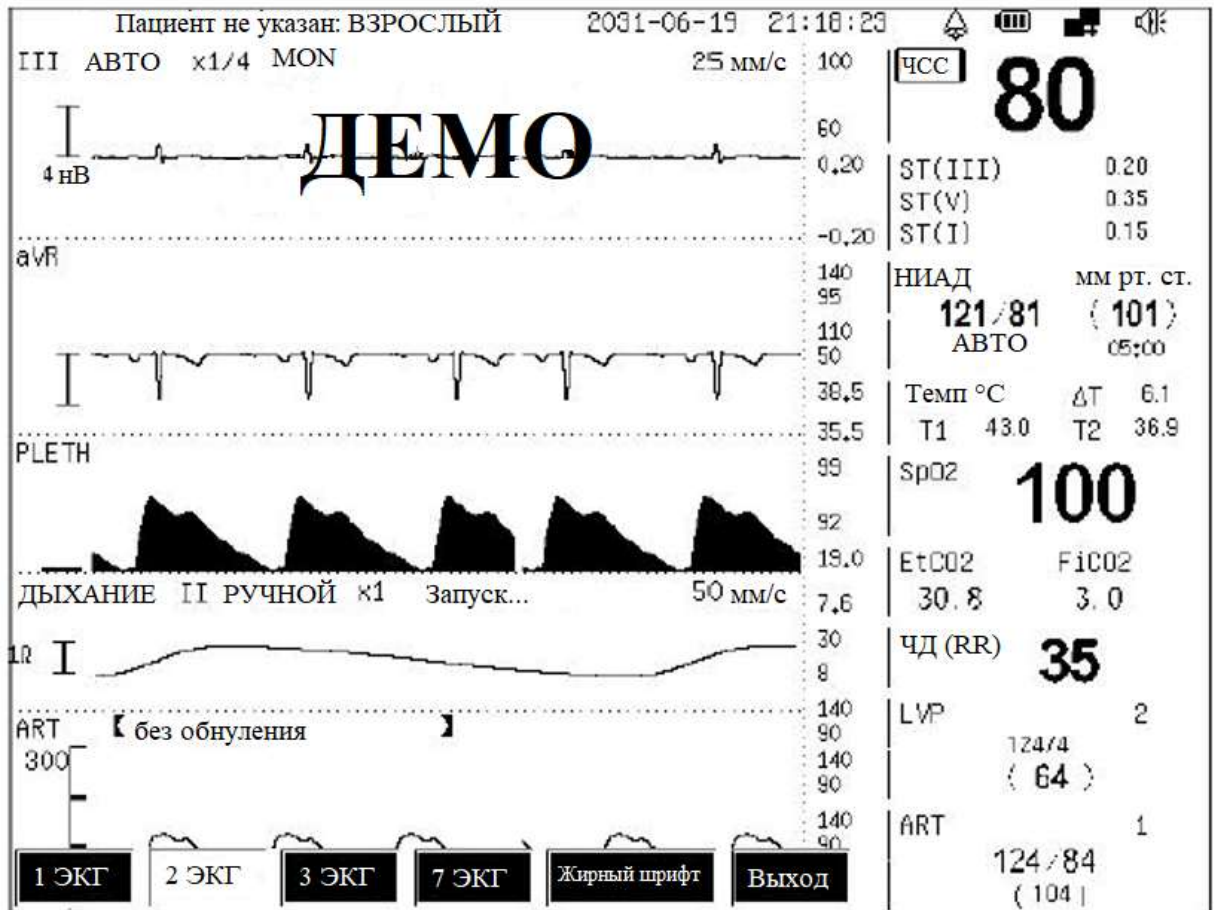 Пациент не указан: ВЗРОСЛЫЙ 2031-06-19 21:18:23
III АВТО x1/4 MON 25 мм/с
ДЕМО
4 нВ
100
60
0.20
-0.20
aVR
140
95
110
50
38.5
35.5
PLETH
99
92
19.0
ДЫХАНИЕ II РУЧНОЙ x1 Запуск... 50 мм/с
7.6
1R
30
8
140
90
ART 【 без обнуления 】
300
140
90
140
90
1 ЭКГ 2 ЭКГ 3 ЭКГ 7 ЭКГ Жирный шрифт Выход
ЧСС 80
ST(III) 0.20
ST(V) 0.35
ST(I) 0.15
НИАД мм рт. ст.
121/81 (101)
АВТО 05:00
Темп °C ΔT 6.1
T1 43.0 T2 36.9
SpO2 100
EtCO2 FiCO2
30.8 3.0
ЧД (RR) 35
LVP 2
124/4
(64)
ART 1
124/84
(104)